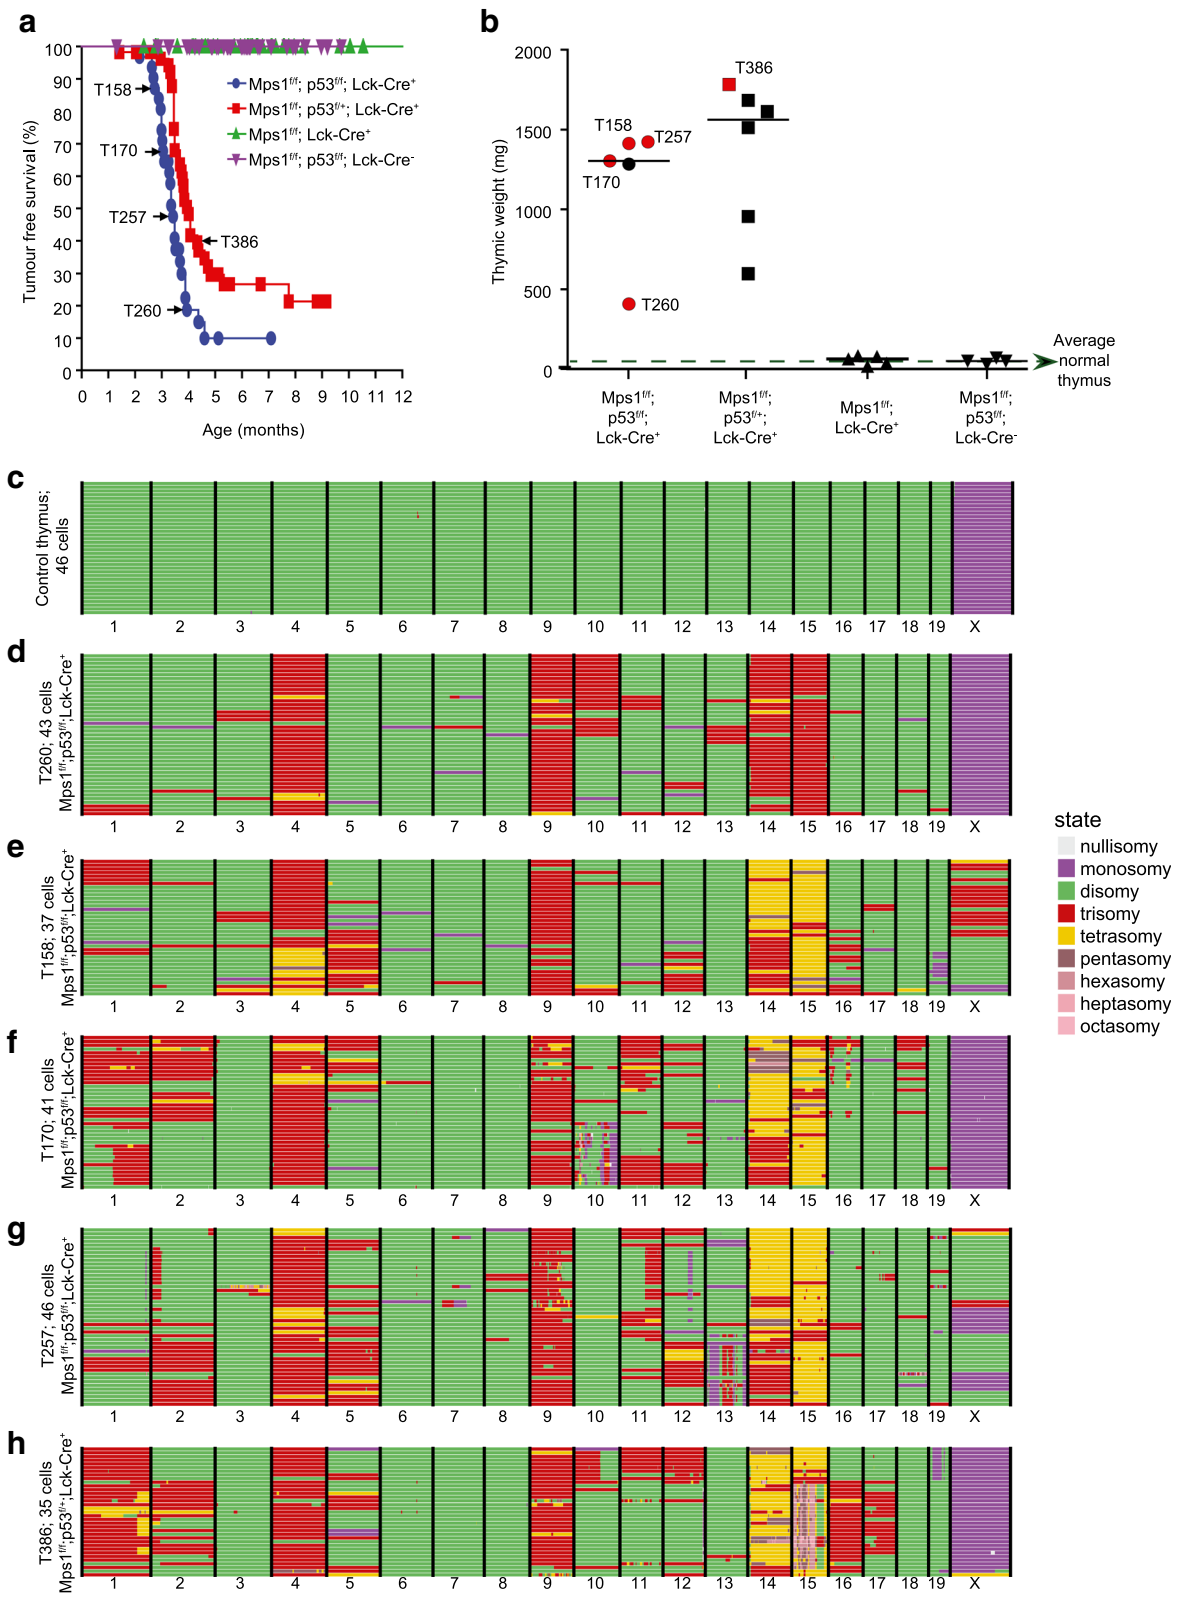 a
Tumour free survival (%)
100
90
80
70
60
50
40
30
20
10
0
0 1 2 3 4 5 6 7 8 9 10 11 12
Age (months)
T158
T170
T257
T386
T260
Mps1f/f; p53f/f; Lck-Cre+
Mps1f/f; p53f/+; Lck-Cre+
Mps1f/f; Lck-Cre+
Mps1f/f; p53f/f; Lck-Cre-
b
Thymic weight (mg)
2000
1500
1000
500
0
T386
T158
T257
T170
T260
Average
normal
thymus
Mps1f/f;
p53f/f;
Lck-Cre+
Mps1f/f;
p53f/+;
Lck-Cre+
Mps1f/f;
Lck-Cre+
Mps1f/f;
p53f/f;
Lck-Cre-
c
Control thymus;
46 cells
1 2 3 4 5 6 7 8 9 10 11 12 13 14 15 16 17 18 19 X
d
T260; 43 cells
Mps1f/f;p53f/f;Lck-Cre+
1 2 3 4 5 6 7 8 9 10 11 12 13 14 15 16 17 18 19 X
e
T158; 37 cells
Mps1f/f;p53f/f;Lck-Cre+
1 2 3 4 5 6 7 8 9 10 11 12 13 14 15 16 17 18 19 X
f
T170; 41 cells
Mps1f/f;p53f/f;Lck-Cre+
1 2 3 4 5 6 7 8 9 10 11 12 13 14 15 16 17 18 19 X
g
T257; 46 cells
Mps1f/f;p53f/f;Lck-Cre+
1 2 3 4 5 6 7 8 9 10 11 12 13 14 15 16 17 18 19 X
h
T386; 35 cells
Mps1f/f;p53f/+;Lck-Cre+
1 2 3 4 5 6 7 8 9 10 11 12 13 14 15 16 17 18 19 X
state
nullisomy
monosomy
disomy
trisomy
tetrasomy
pentasomy
hexasomy
heptasomy
octasomy